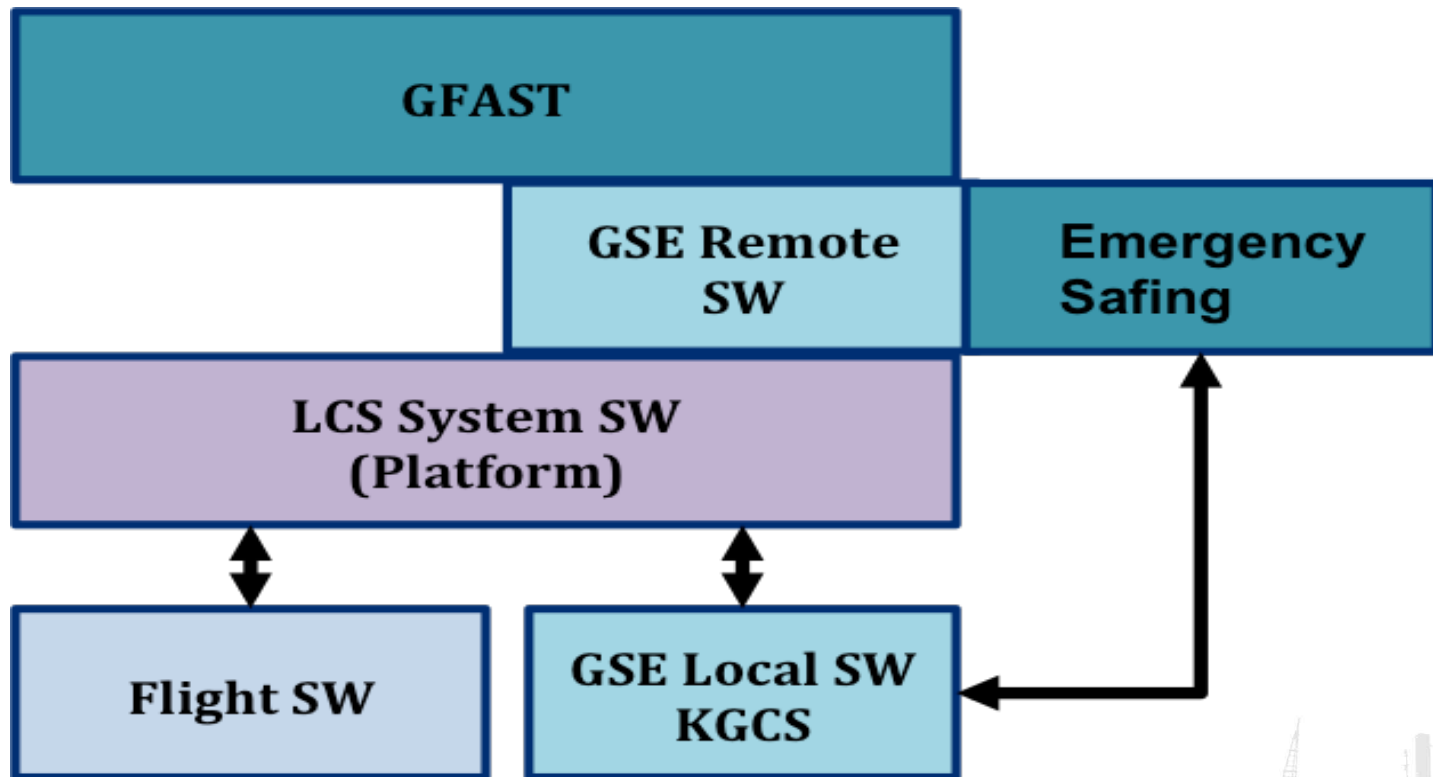 GFAST
GSE Remote
SW
Emergency
Safing
LCS System SW
(Platform)
Flight SW
GSE Local SW
KGCS